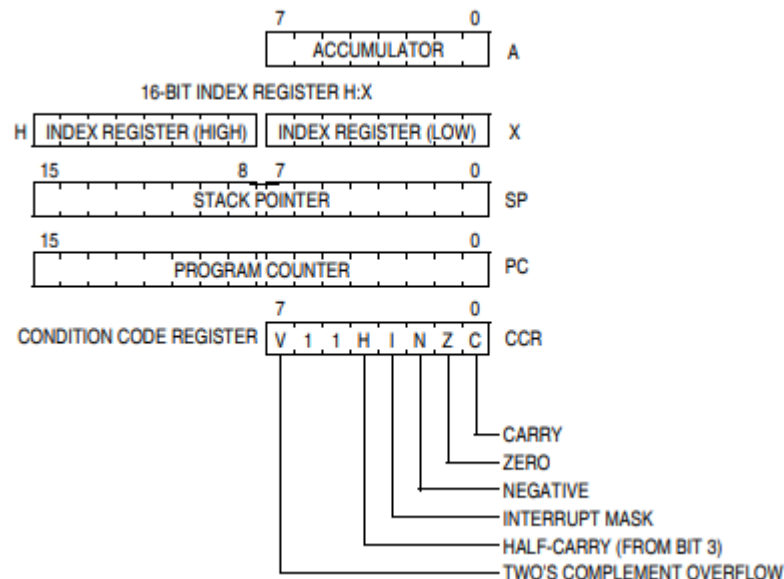 7 0
ACCUMULATOR A
16-BIT INDEX REGISTER H:X
H INDEX REGISTER (HIGH) INDEX REGISTER (LOW) X
15 8 7 0
STACK POINTER SP
15 0
PROGRAM COUNTER PC
7 0
CONDITION CODE REGISTER V 1 1 H I N Z C CCR
CARRY
ZERO
NEGATIVE
INTERRUPT MASK
HALF-CARRY (FROM BIT 3)
TWO'S COMPLEMENT OVERFLOW